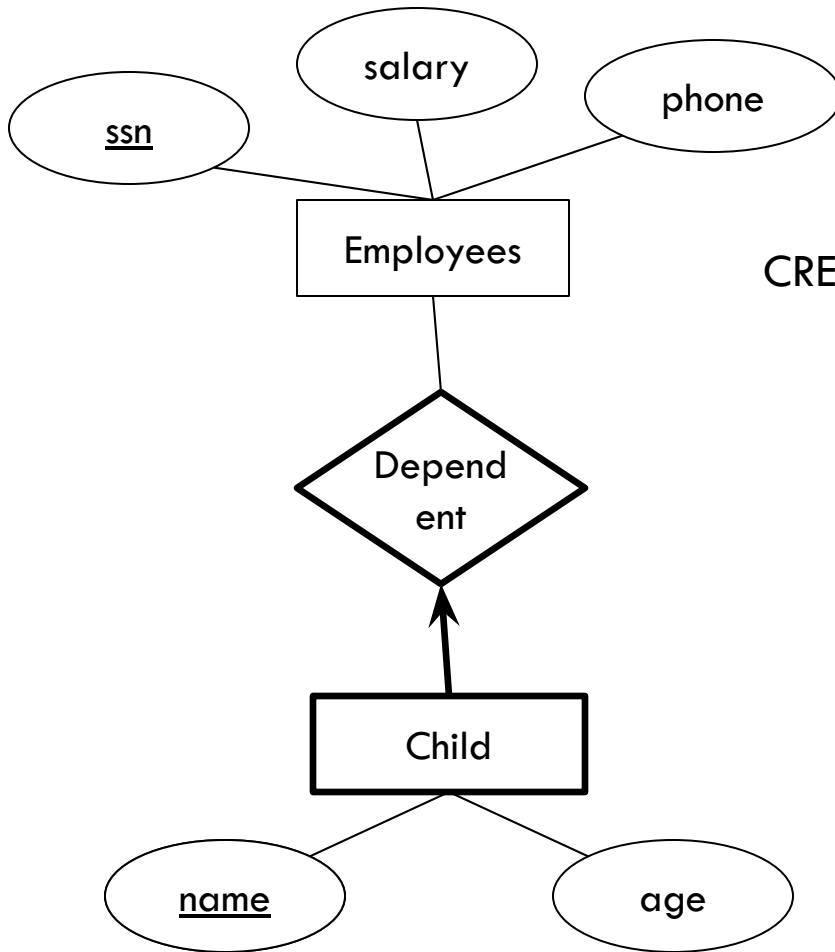 salary
phone
ssn
Employees
CRE
Depend
ent
Child
name
age